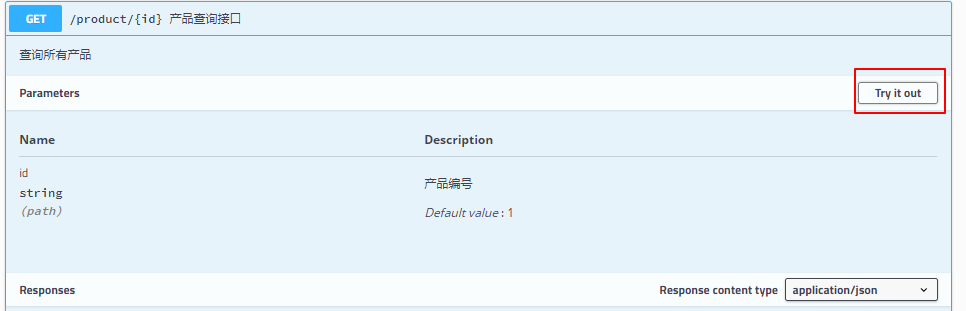 GET /product/{id} 产品查询接口
查询所有产品
Parameters Try it out
Name Description
id
string
(path)
产品编号
Default value : 1
Responses Response content type application/json